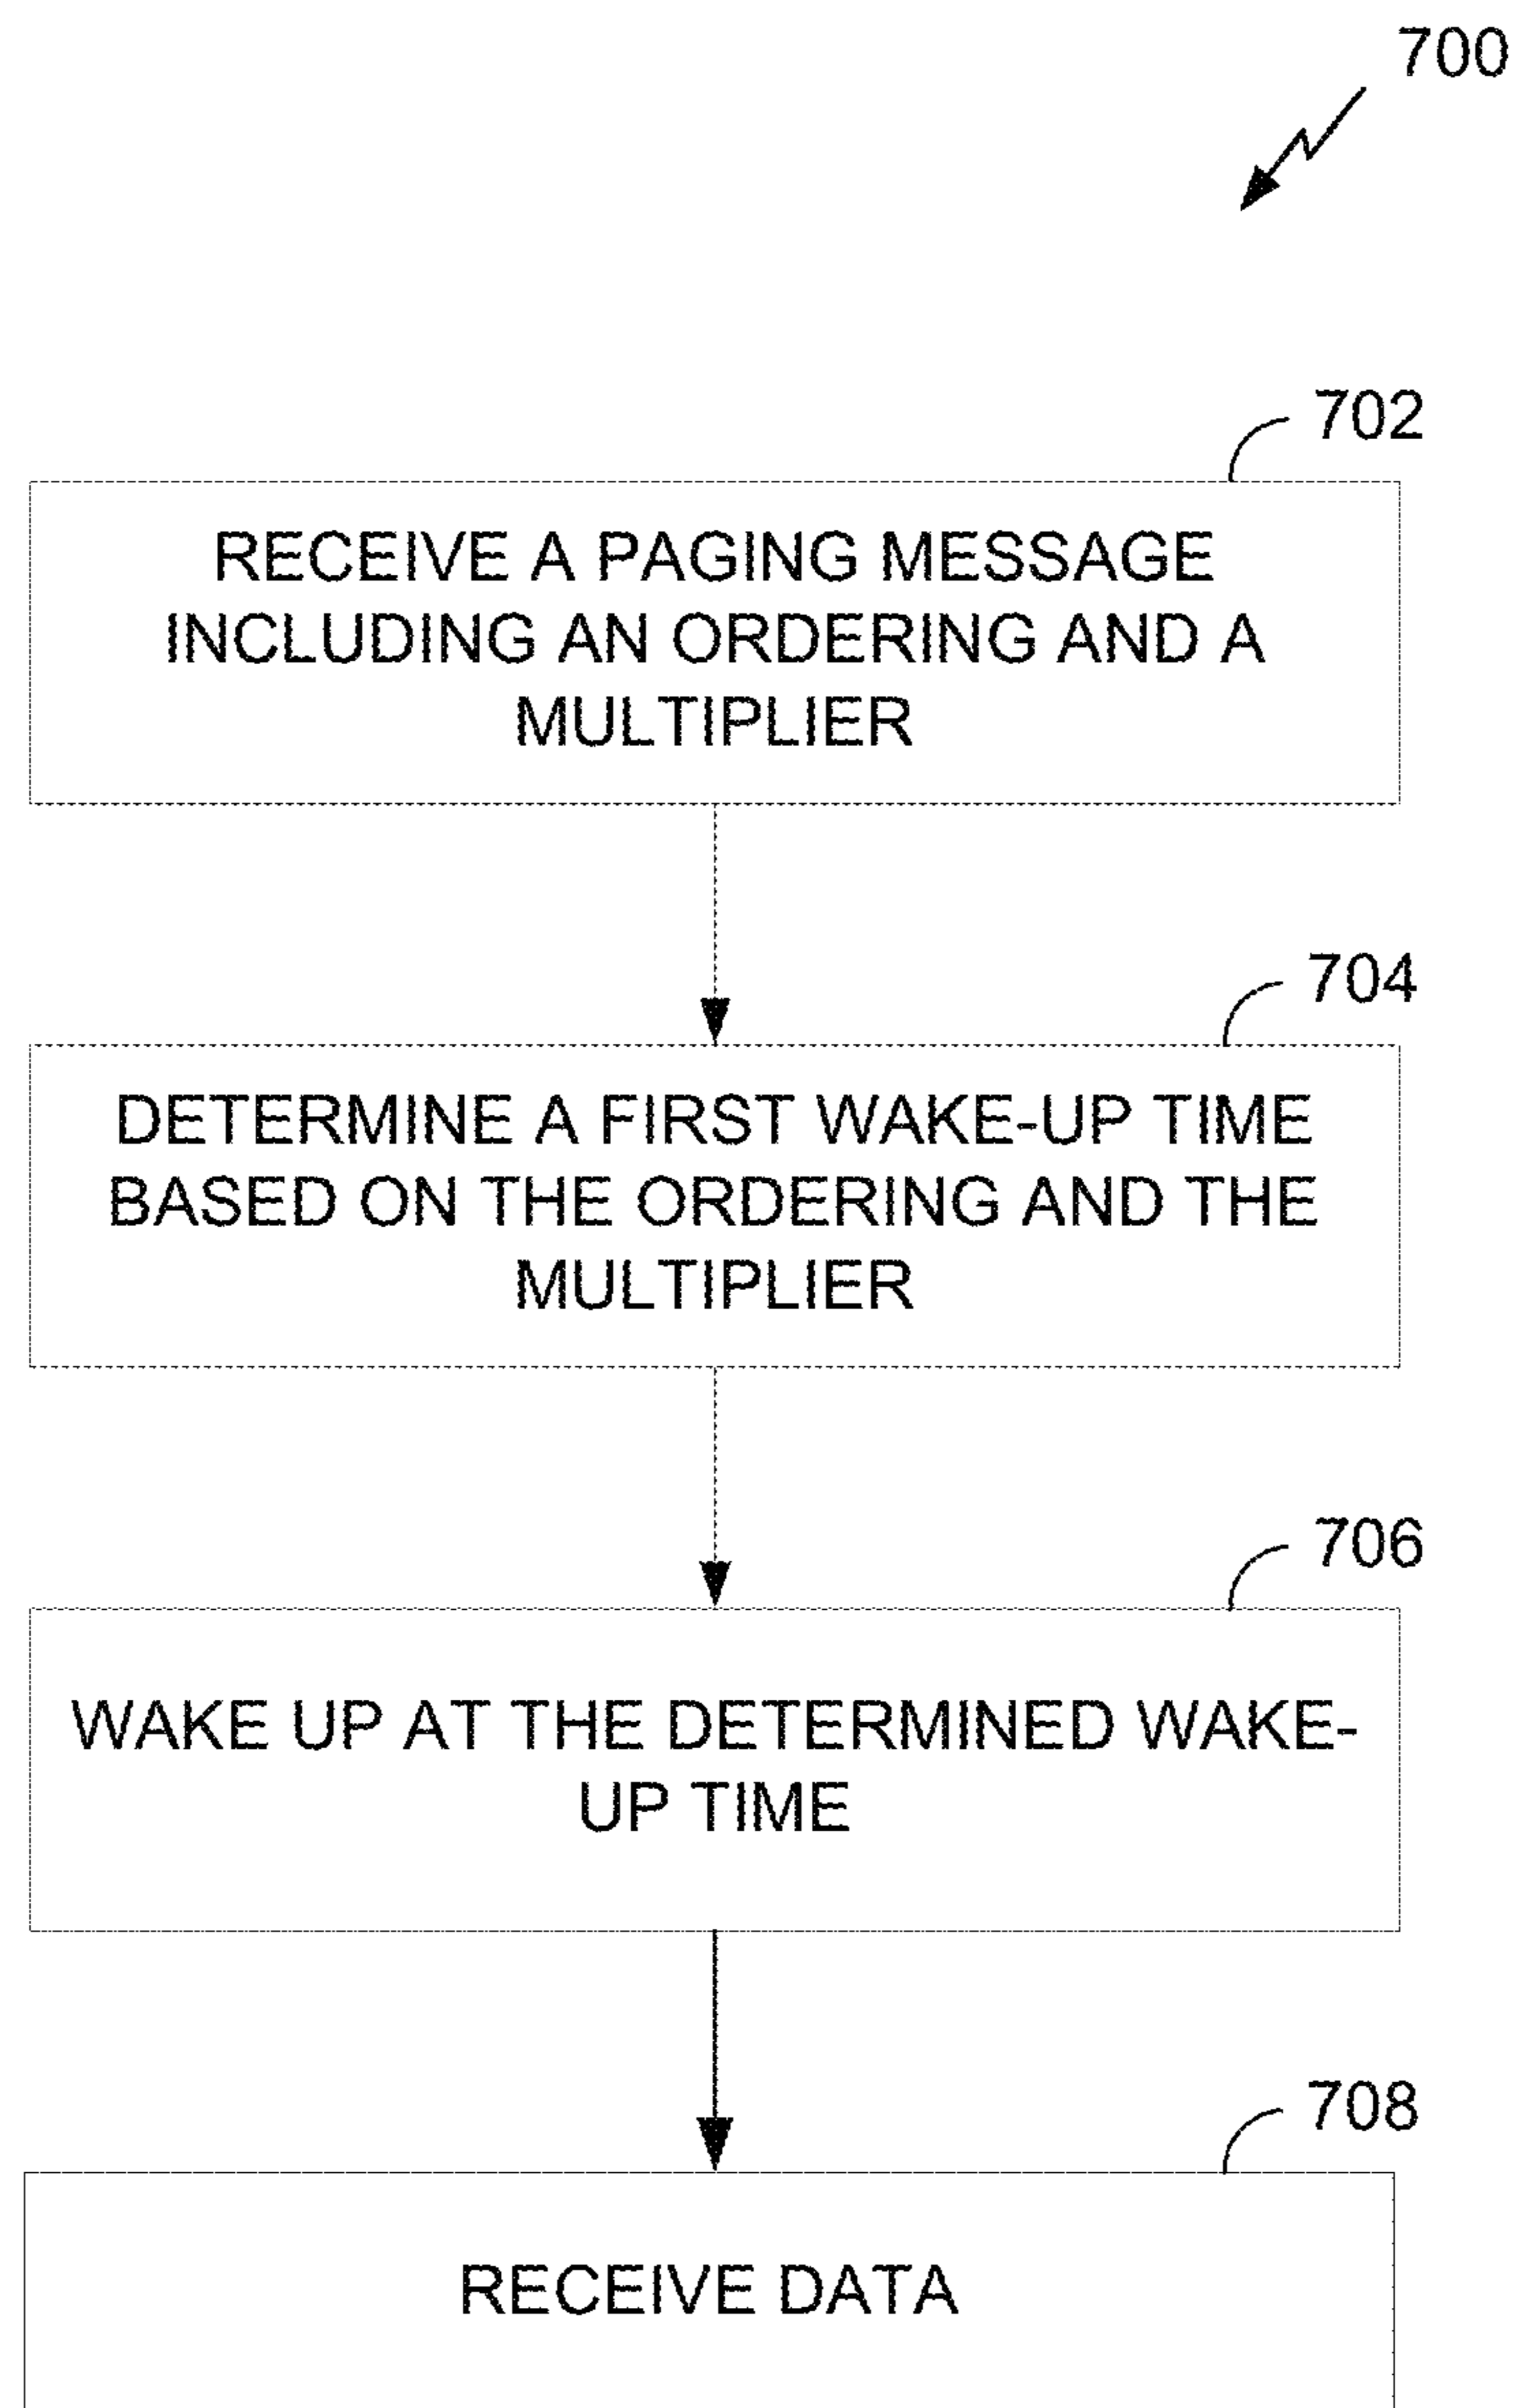 700
702
RECEIVE A PAGING MESSAGE
INCLUDING AN ORDERING AND A
MULTIPLIER
704
DETERMINE A FIRST WAKE-UP TIME
BASED ON THE ORDERING AND THE
MULTIPLIER
706
WAKE UP AT THE DETERMINED WAKE-
UP TIME
708
RECEIVE DATA